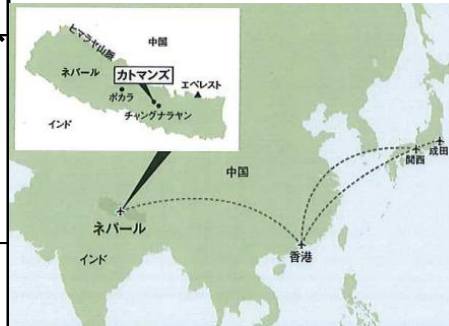 ヒマラヤ山脈
中国
ネパール
カトマンズ
エベレスト
ポカラ
チャングナラヤン
インド
中国
成田
関西
ネパール
香港
インド